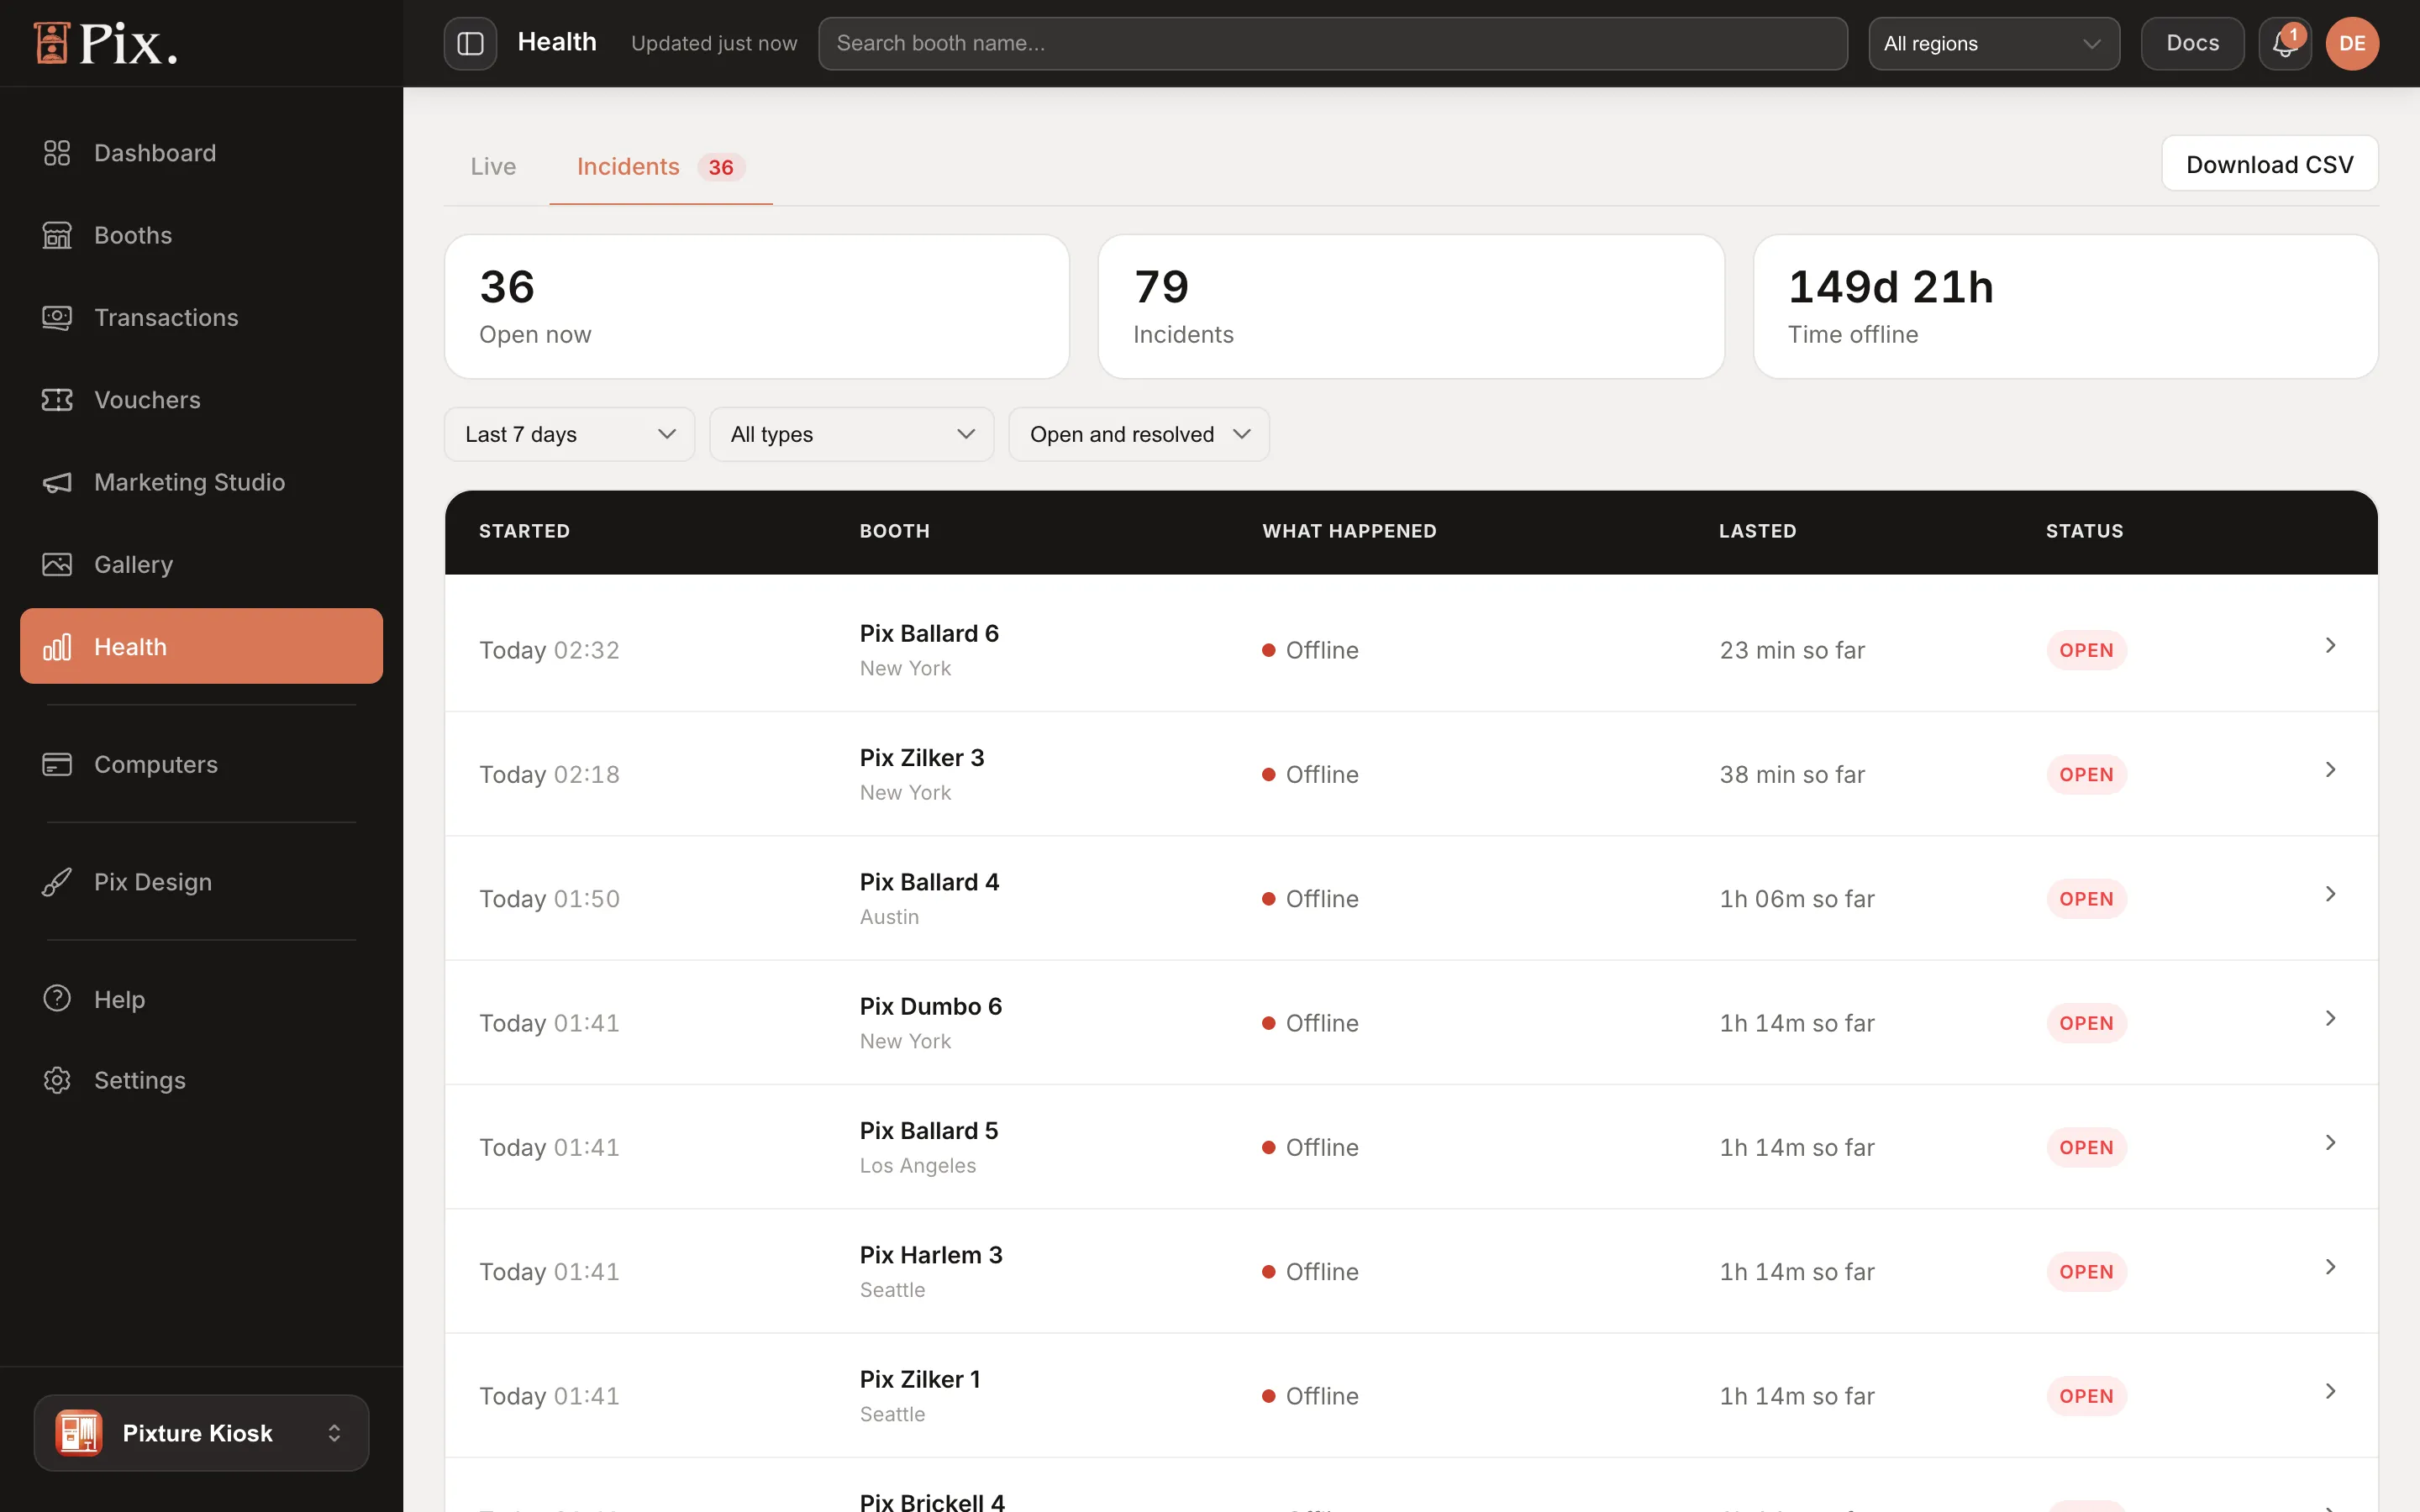 Pix.
Health
Updated just now
Search booth name...
All regions
Docs
1
DE
Dashboard
Booths
Transactions
Vouchers
Marketing Studio
Gallery
Health
Computers
Pix Design
Help
Settings
Pixture Kiosk
Live
Incidents 36
Download CSV
36
Open now
79
Incidents
149d 21h
Time offline
Last 7 days
All types
Open and resolved
STARTED BOOTH WHAT HAPPENED LASTED STATUS
Today 02:32
Pix Ballard 6
New York
Offline
23 min so far
OPEN
Today 02:18
Pix Zilker 3
New York
Offline
38 min so far
OPEN
Today 01:50
Pix Ballard 4
Austin
Offline
1h 06m so far
OPEN
Today 01:41
Pix Dumbo 6
New York
Offline
1h 14m so far
OPEN
Today 01:41
Pix Ballard 5
Los Angeles
Offline
1h 14m so far
OPEN
Today 01:41
Pix Harlem 3
Seattle
Offline
1h 14m so far
OPEN
Today 01:41
Pix Zilker 1
Seattle
Offline
1h 14m so far
OPEN
Pix Brickell 4